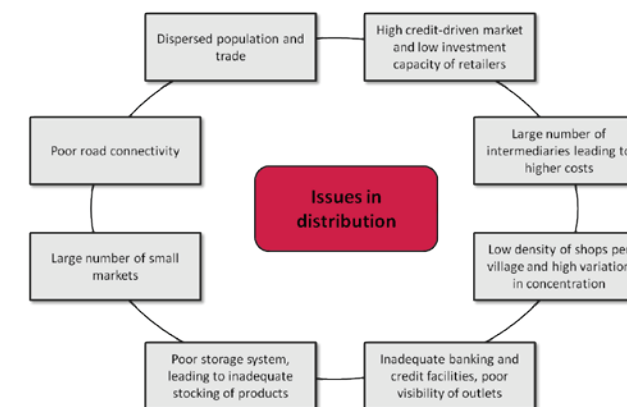 Dispersed population and
trade
High credit-driven market
and low investment
capacity of retailers
Poor road connectivity
Large number of
intermediaries leading to
higher costs
Issues in
distribution
Large number of small
markets
Low density of shops per
village and high variation
in concentration
Poor storage system,
leading to inadequate
stocking of products
Inadequate banking and
credit facilities, poor
visibility of outlets